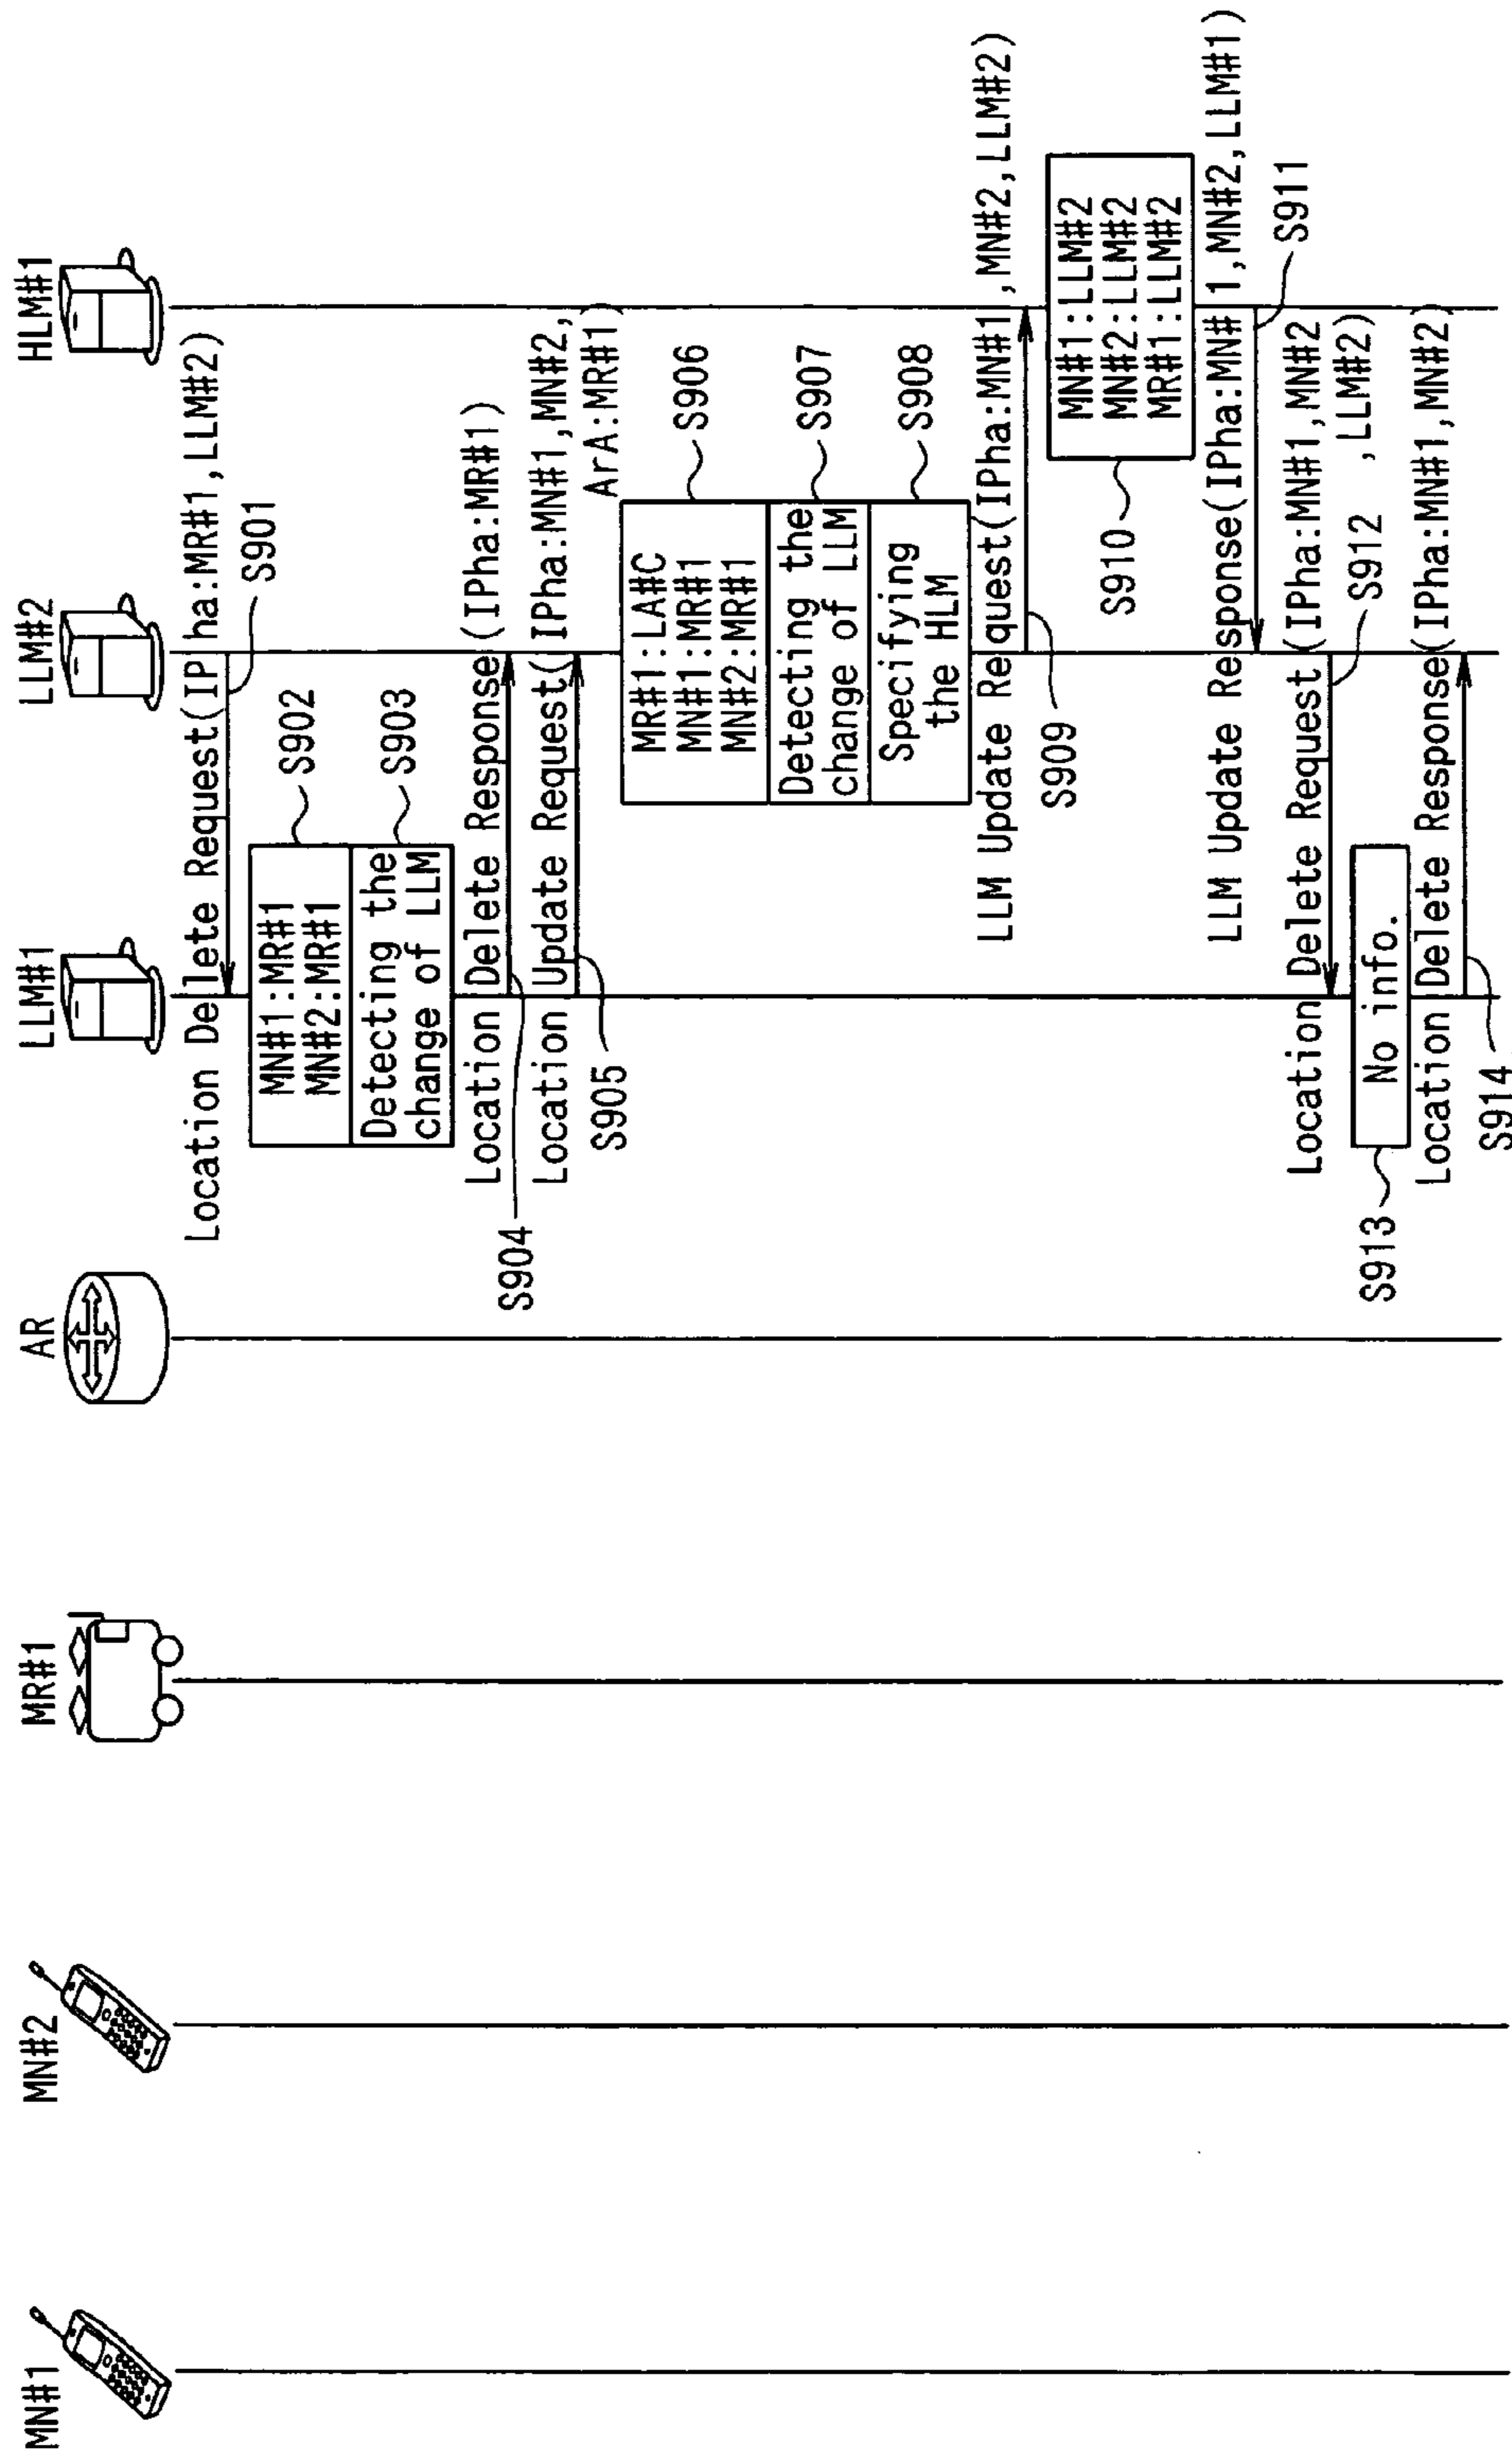 MN#1
MN#2
MR#1
AR
LLM#1
LLM#2
HLM#1
Location Delete Request(IPha:MR#1,LLM#2)
S901
MN#1:MR#1
MN#2:MR#1
S902
Detecting the
change of LLM
S903
Location Delete Response(IPha:MR#1)
S904
Location Update Request(IPha:MN#1,MN#2,
ArA:MR#1)
S905
MR#1:LA#C
MN#1:MR#1
MN#2:MR#1
S906
Detecting the
change of LLM
S907
Specifying
the HLM
S908
LLM Update Request(IPha:MN#1,MN#2,LLM#2)
S909
MN#1:LLM#2
MN#2:LLM#2
MR#1:LLM#2
S910
LLM Update Response(IPha:MN#1,MN#2,LLM#1)
S911
Location Delete Request(IPha:MN#1,MN#2
,LLM#2)
S912
No info.
S913
Location Delete Response(IPha:MN#1,MN#2)
S914